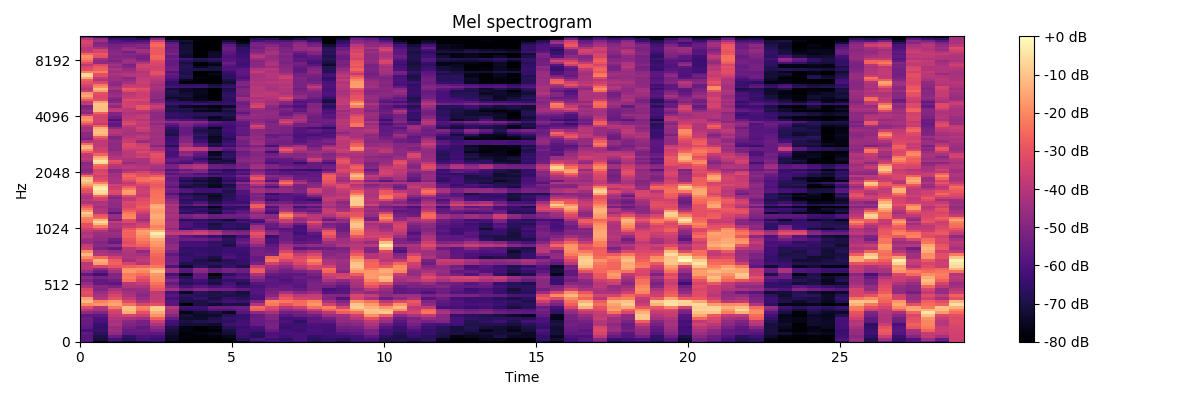 Mel spectrogram
8192
4096
2048
1024
512
0
Hz
0 5 10 15 20 25
Time
+0 dB
-10 dB
-20 dB
-30 dB
-40 dB
-50 dB
-60 dB
-70 dB
-80 dB